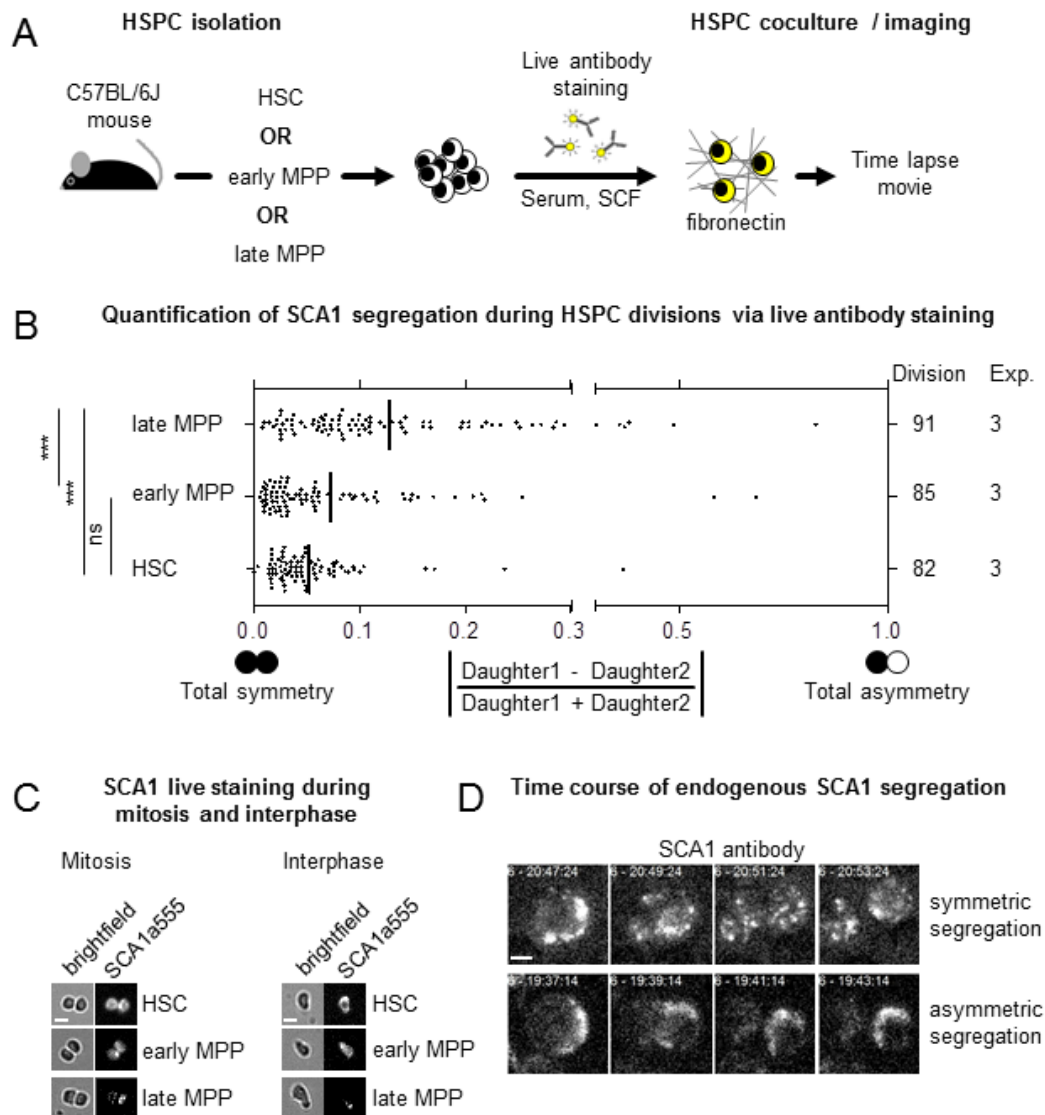 A
HSPC isolation
HSPC coculture / imaging
C57BL/6J
mouse
HSC
OR
early MPP
OR
late MPP
Live antibody
staining
Serum, SCF
fibronectin
Time lapse
movie
B
Quantification of SCA1 segregation during HSPC divisions via live antibody staining
Division Exp.
late MPP 91 3
early MPP 85 3
HSC 82 3
***
***
ns
0.0 0.1 0.2 0.3 0.5 1.0
Total symmetry
Daughter1 - Daughter2
Daughter1 + Daughter2
Total asymmetry
C
SCA1 live staining during
mitosis and interphase
Mitosis
Interphase
brightfield
SCA1a555
brightfield
SCA1a555
HSC
HSC
early MPP
early MPP
late MPP
late MPP
D
Time course of endogenous SCA1 segregation
SCA1 antibody
6 - 20:47:24 6 - 20:49:24 6 - 20:51:24 6 - 20:53:24
symmetric
segregation
6 - 19:37:14 6 - 19:39:14 6 - 19:41:14 6 - 19:43:14
asymmetric
segregation